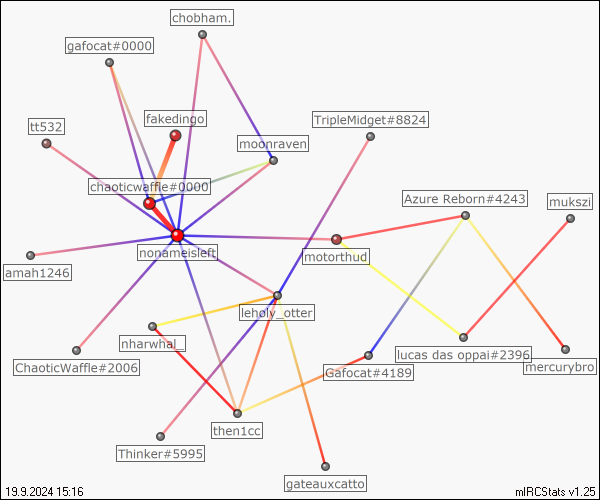 chobham.
gafocat#0000
fakedingo
TripleMidget#8824
tt532
moonraven
chaoticwaffle#0000
Azure Reborn#4243
mukszi
nonameisleft
motorthud
amah1246
leholy_otter
nharwhal_
lucas das oppai#2396
ChaoticWaffle#2006
Gafocat#4189
mercurybro
then1cc
Thinker#5995
gateauxcatto
19.9.2024 15:16
mIRCStats v1.25